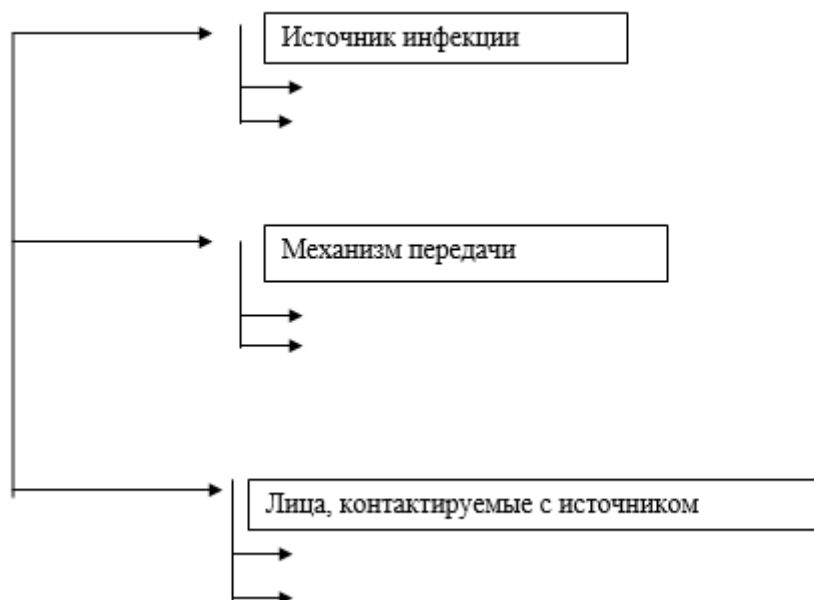 Источник инфекции
Механизм передачи
Лица, контактируемые с источником